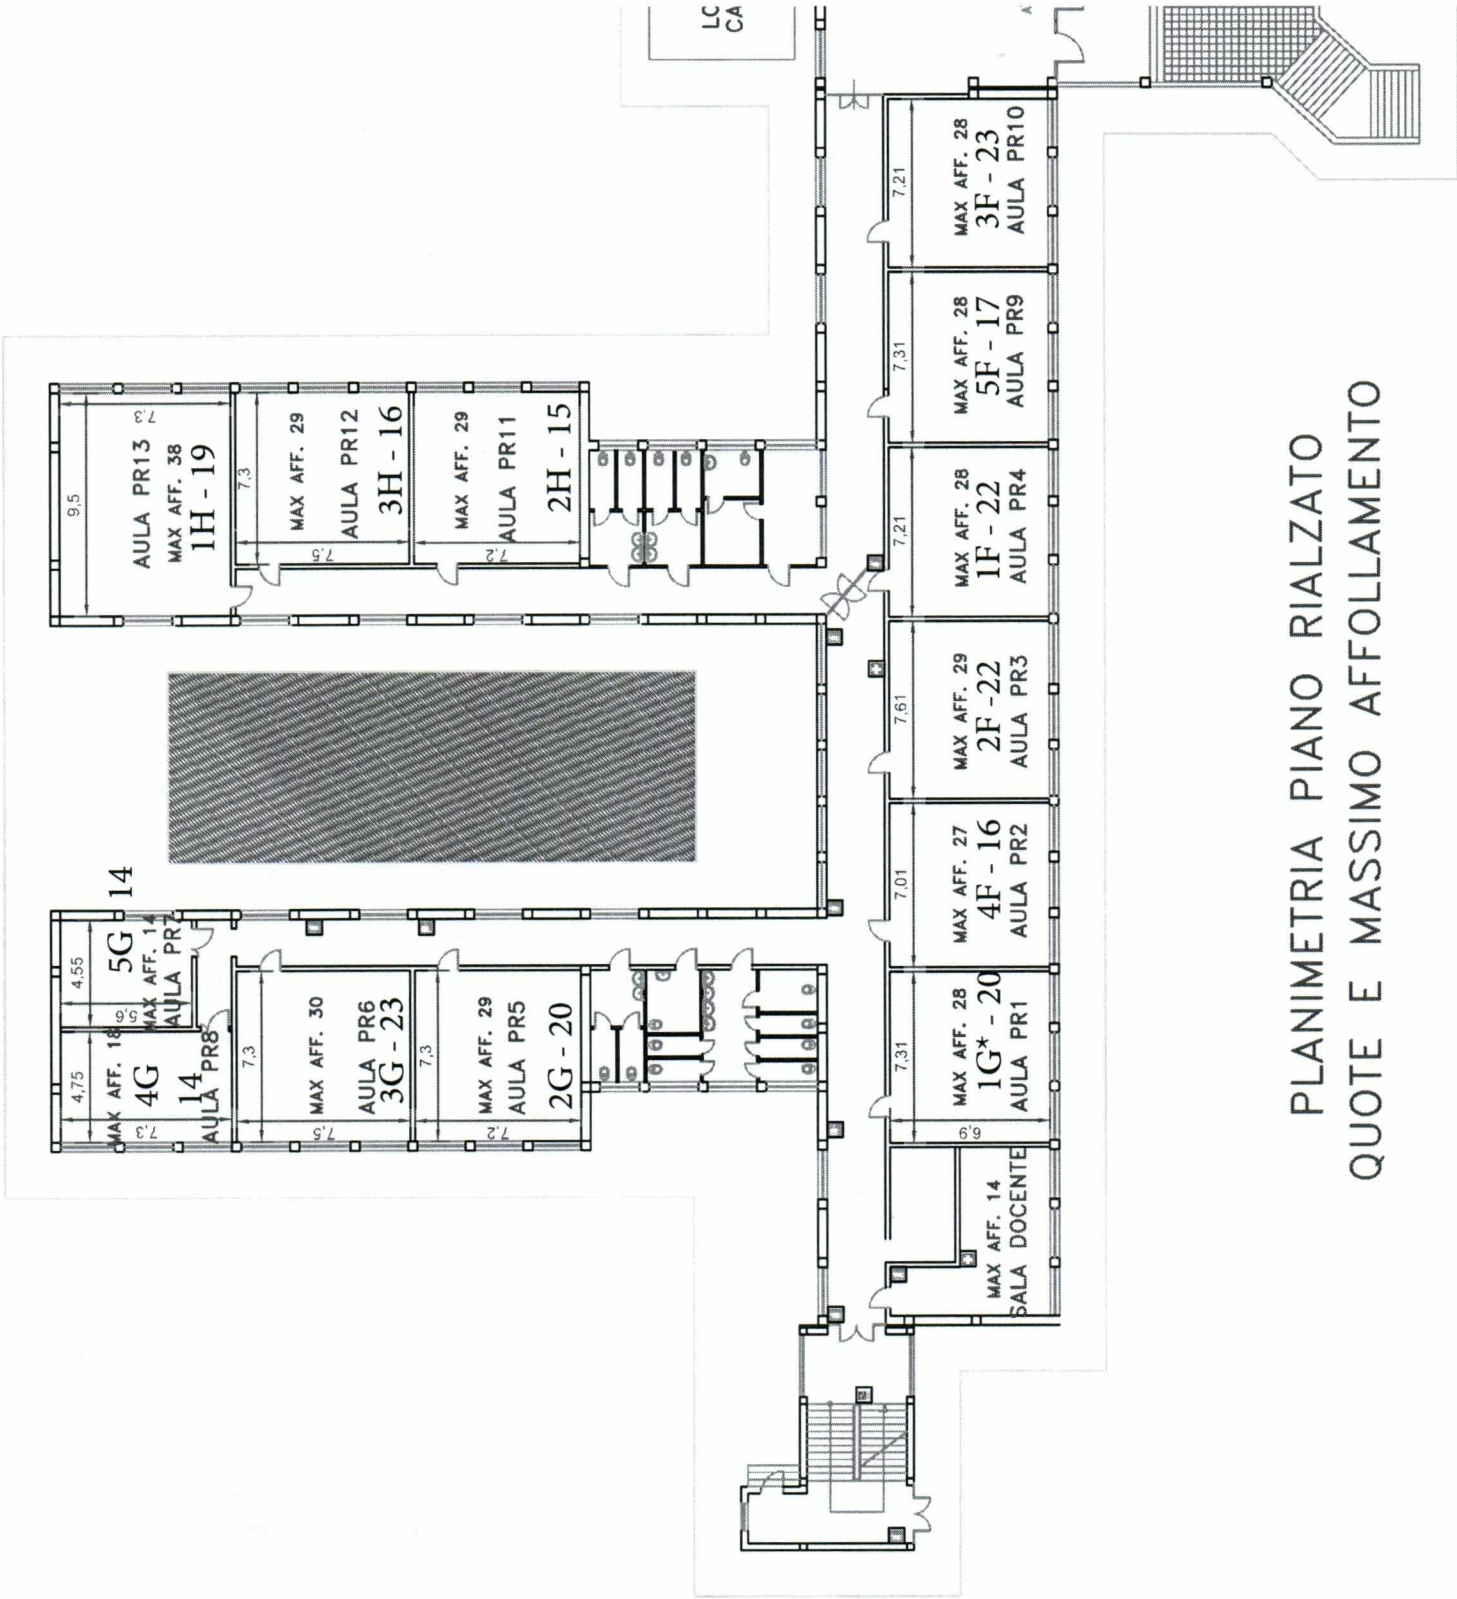 LC
CA
9,5
7,3
AULA PR13
MAX AFF. 38
1H - 19
7,3
MAX AFF. 29
AULA PR12
3H - 16
7,5
MAX AFF. 29
AULA PR11
2H - 15
7,2
7,21
MAX AFF. 28
3F - 23
AULA PR10
7,31
MAX AFF. 28
5F - 17
AULA PR9
7,21
MAX AFF. 28
1F - 22
AULA PR4
7,61
MAX AFF. 29
2F -22
AULA PR3
7,01
MAX AFF. 27
4F - 16
AULA PR2
7,31
MAX AFF. 28
1G* - 20
AULA PR1
6,9
MAX AFF. 14
SALA DOCENTE
4,55
5G 14
MAX AFF. 14
AULA PR7
5,6
4,75
MAX AFF. 18
4G
14
AULA PR8
7,3
7,3
MAX AFF. 30
AULA PR6
3G - 23
7,5
7,3
MAX AFF. 29
AULA PR5
2G - 20
7,2
PLANIMETRIA PIANO RIALZATO
QUOTE E MASSIMO AFFOLLAMENTO